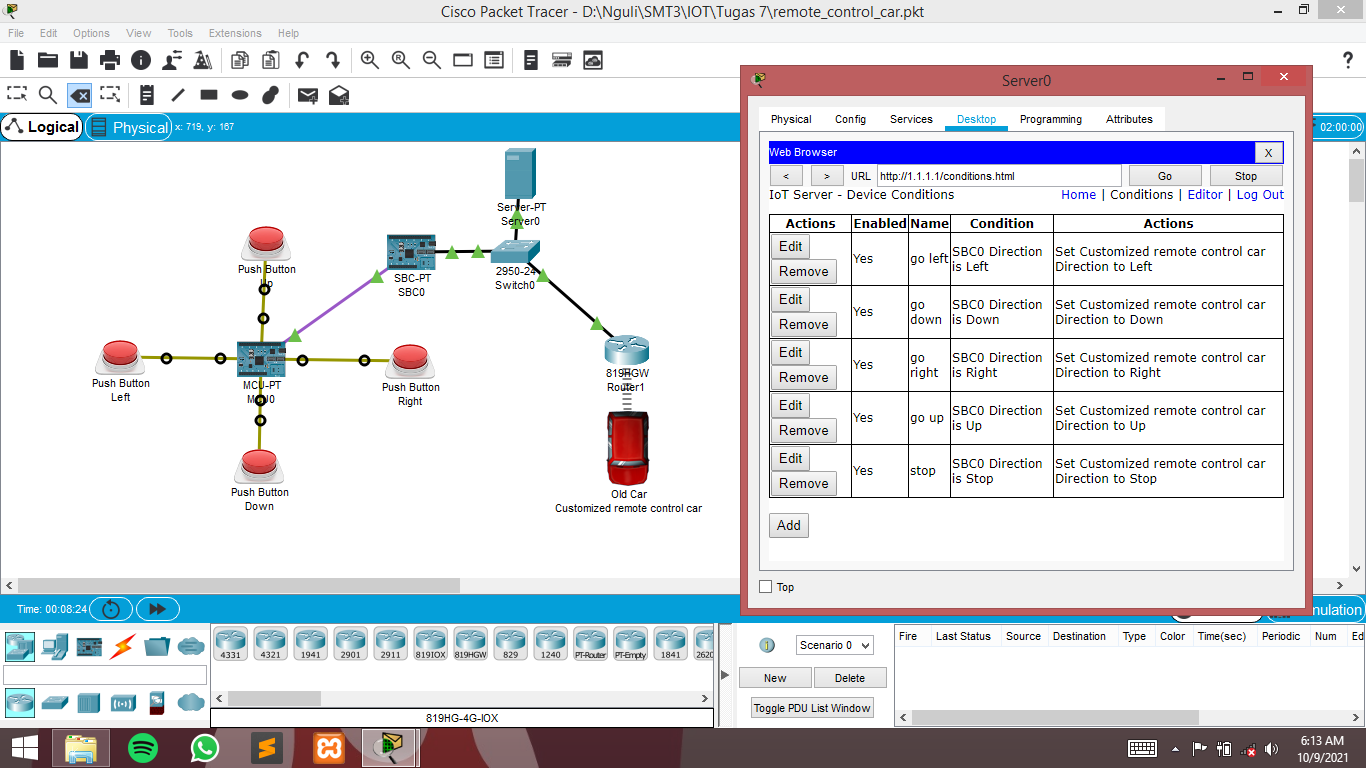 Cisco Packet Tracer - D:\Nguli\SMT3\IOT\Tugas 7\remote_control_car.pkt
File Edit Options View Tools Extensions Help
Logical
Physical
x: 719, y: 167
02:00:00
Server-PT
Server0
Push Button
Up
SBC-PT
SBC0
2950-24
Switch0
Push Button
Left
MCU-PT
MCU0
Push Button
Right
819HGW
Router1
Push Button
Down
Old Car
Customized remote control car
Server0
Physical Config Services Desktop Programming Attributes
Web Browser X
< > URL http://1.1.1.1/conditions.html Go Stop
IoT Server - Device Conditions Home | Conditions | Editor | Log Out
Actions Enabled Name Condition Actions
Edit
Remove
Yes
go left
SBC0 Direction
is Left
Set Customized remote control car
Direction to Left
Edit
Remove
Yes
go
down
SBC0 Direction
is Down
Set Customized remote control car
Direction to Down
Edit
Remove
Yes
go
right
SBC0 Direction
is Right
Set Customized remote control car
Direction to Right
Edit
Remove
Yes
go up
SBC0 Direction
is Up
Set Customized remote control car
Direction to Up
Edit
Remove
Yes
stop
SBC0 Direction
is Stop
Set Customized remote control car
Direction to Stop
Add
Top
Time: 00:08:24
mulation
4331 4321 1941 2901 2911 819IOX 819HGW 829 1240 PT-Router PT-Empty 1841 2620
819HG-4G-IOX
Scenario 0
New Delete
Toggle PDU List Window
Fire Last Status Source Destination Type Color Time(sec) Periodic Num Edi
6:13 AM
10/9/2021